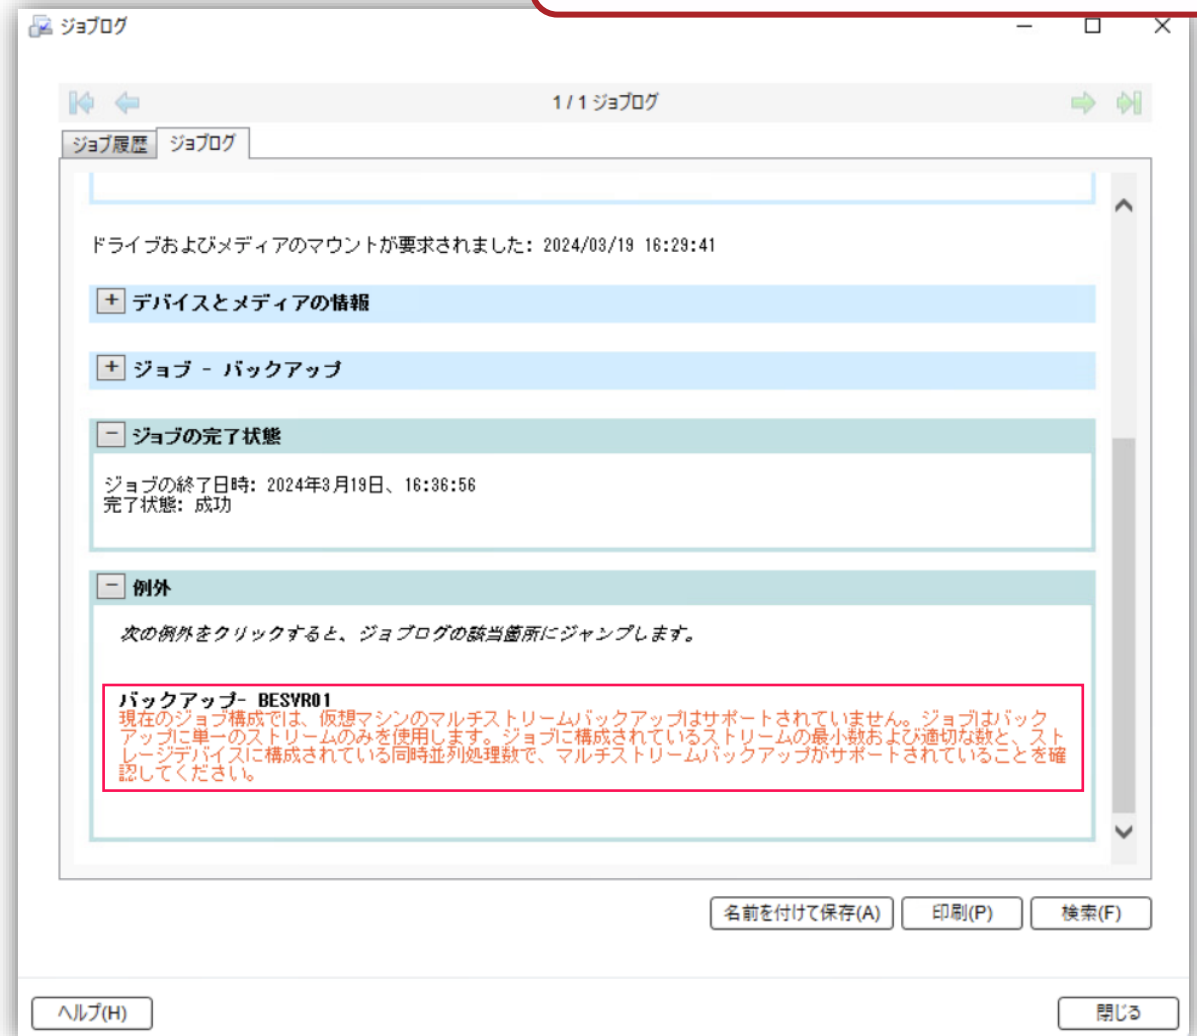 ジョブログ
1 / 1 ジョブログ
ジョブ履歴 ジョブログ
ドライブおよびメディアのマウントが要求されました: 2024/03/19 16:29:41
デバイスとメディアの情報
ジョブ - バックアップ
ジョブの完了状態
ジョブの終了日時: 2024年3月19日、16:36:56
完了状態: 成功
例外
次の例外をクリックすると、ジョブログの該当箇所にジャンプします。
バックアップ- BESVR01
現在のジョブ構成では、仮想マシンのマルチストリームバックアップはサポートされていません。ジョブはバック
アップに単一のストリームのみを使用します。ジョブに構成されているストリームの最小数および適切な数と、スト
レージデバイスに構成されている同時並列処理数で、マルチストリームバックアップがサポートされていることを確
認してください。
名前を付けて保存(A) 印刷(P) 検索(F)
ヘルプ(H) 閉じる